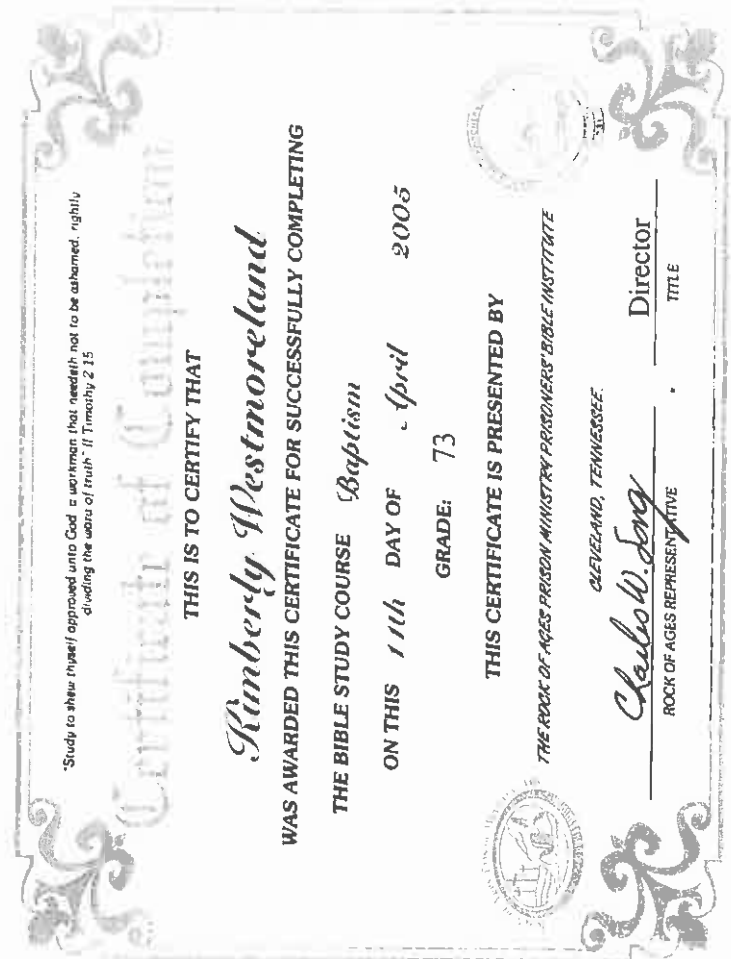 "Study to shew thyself approved unto God a workman that needeth not to be ashamed, rightly
dividing the word of truth" II Timothy 2 15
Certificate of Completion
THIS IS TO CERTIFY THAT
Kimberly Westmoreland
WAS AWARDED THIS CERTIFICATE FOR SUCCESSFULLY COMPLETING
THE BIBLE STUDY COURSE Baptism
ON THIS 11th DAY OF April 2005
GRADE: 73
THIS CERTIFICATE IS PRESENTED BY
THE ROCK OF AGES PRISON MINISTRY PRISONERS' BIBLE INSTITUTE
CLEVELAND, TENNESSEE.
Charles W. Long Director
ROCK OF AGES REPRESENTATIVE TITLE